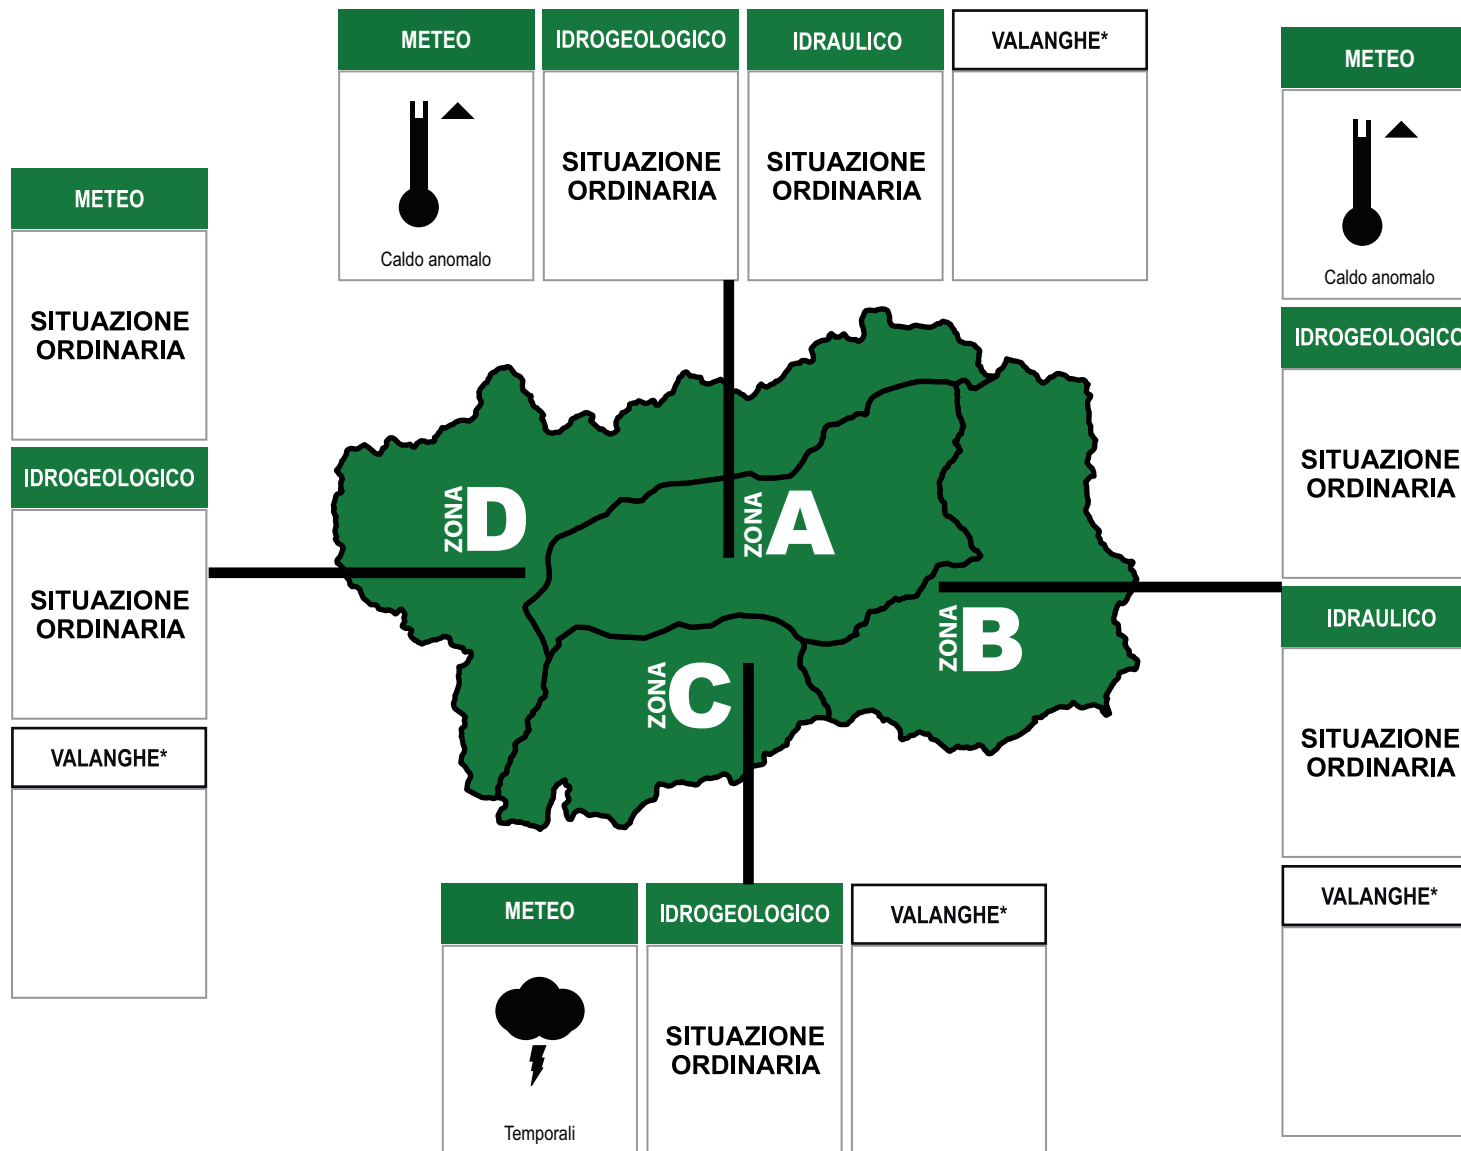 METEO
IDROGEOLOGICO
IDRAULICO
VALANGHE*
Caldo anomalo
SITUAZIONE
ORDINARIA
SITUAZIONE
ORDINARIA
METEO
Caldo anomalo
IDROGEOLOGICO
SITUAZIONE
ORDINARIA
IDRAULICO
SITUAZIONE
ORDINARIA
VALANGHE*
METEO
SITUAZIONE
ORDINARIA
IDROGEOLOGICO
SITUAZIONE
ORDINARIA
VALANGHE*
ZONA D
ZONA A
ZONA B
ZONA C
METEO
IDROGEOLOGICO
VALANGHE*
Temporali
SITUAZIONE
ORDINARIA